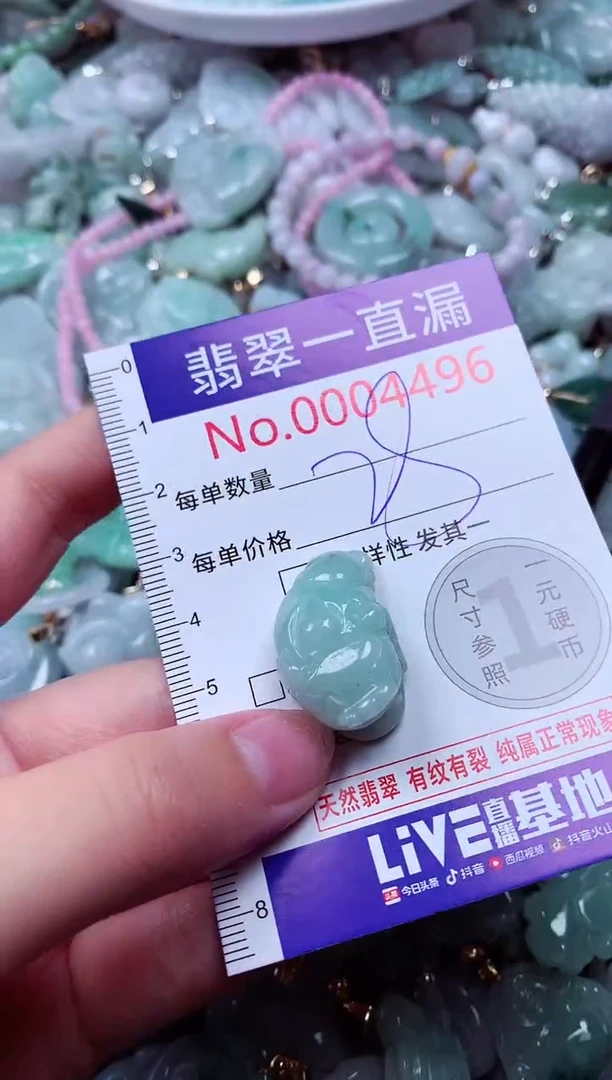 翡翠一直漏
No.0004496
每单数量
28
每单价格
样性 发其一
尺寸参照
1
一元硬币
0
1
2
3
4
5
8
天然翡翠 有纹有裂 纯属正常现象
LiVE直播基地
头条 今日头条 抖音 西瓜视频 抖音火山